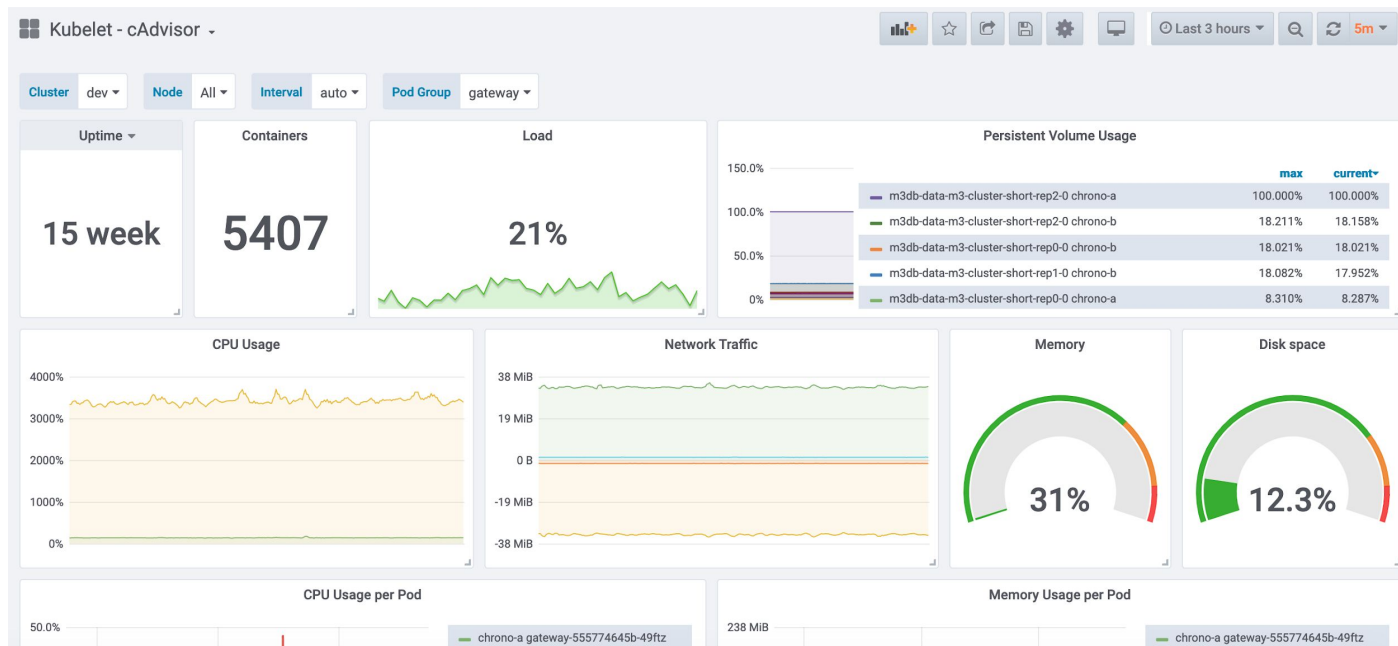 Kubelet - cAdvisor
Last 3 hours
5m
Cluster dev Node All Interval auto Pod Group gateway
Uptime
15 week
Containers
5407
Load
21%
Persistent Volume Usage
150.0%
100.0%
50.0%
0%
max current
m3db-data-m3-cluster-short-rep2-0 chrono-a 100.000% 100.000%
m3db-data-m3-cluster-short-rep2-0 chrono-b 18.211% 18.158%
m3db-data-m3-cluster-short-rep0-0 chrono-b 18.021% 18.021%
m3db-data-m3-cluster-short-rep1-0 chrono-b 18.082% 17.952%
m3db-data-m3-cluster-short-rep0-0 chrono-a 8.310% 8.287%
CPU Usage
4000%
3000%
2000%
1000%
0%
Network Traffic
38 MiB
19 MiB
0 B
-19 MiB
-38 MiB
Memory
31%
Disk space
12.3%
CPU Usage per Pod
50.0%
chrono-a gateway-555774645b-49ftz
Memory Usage per Pod
238 MiB
chrono-a gateway-555774645b-49ftz